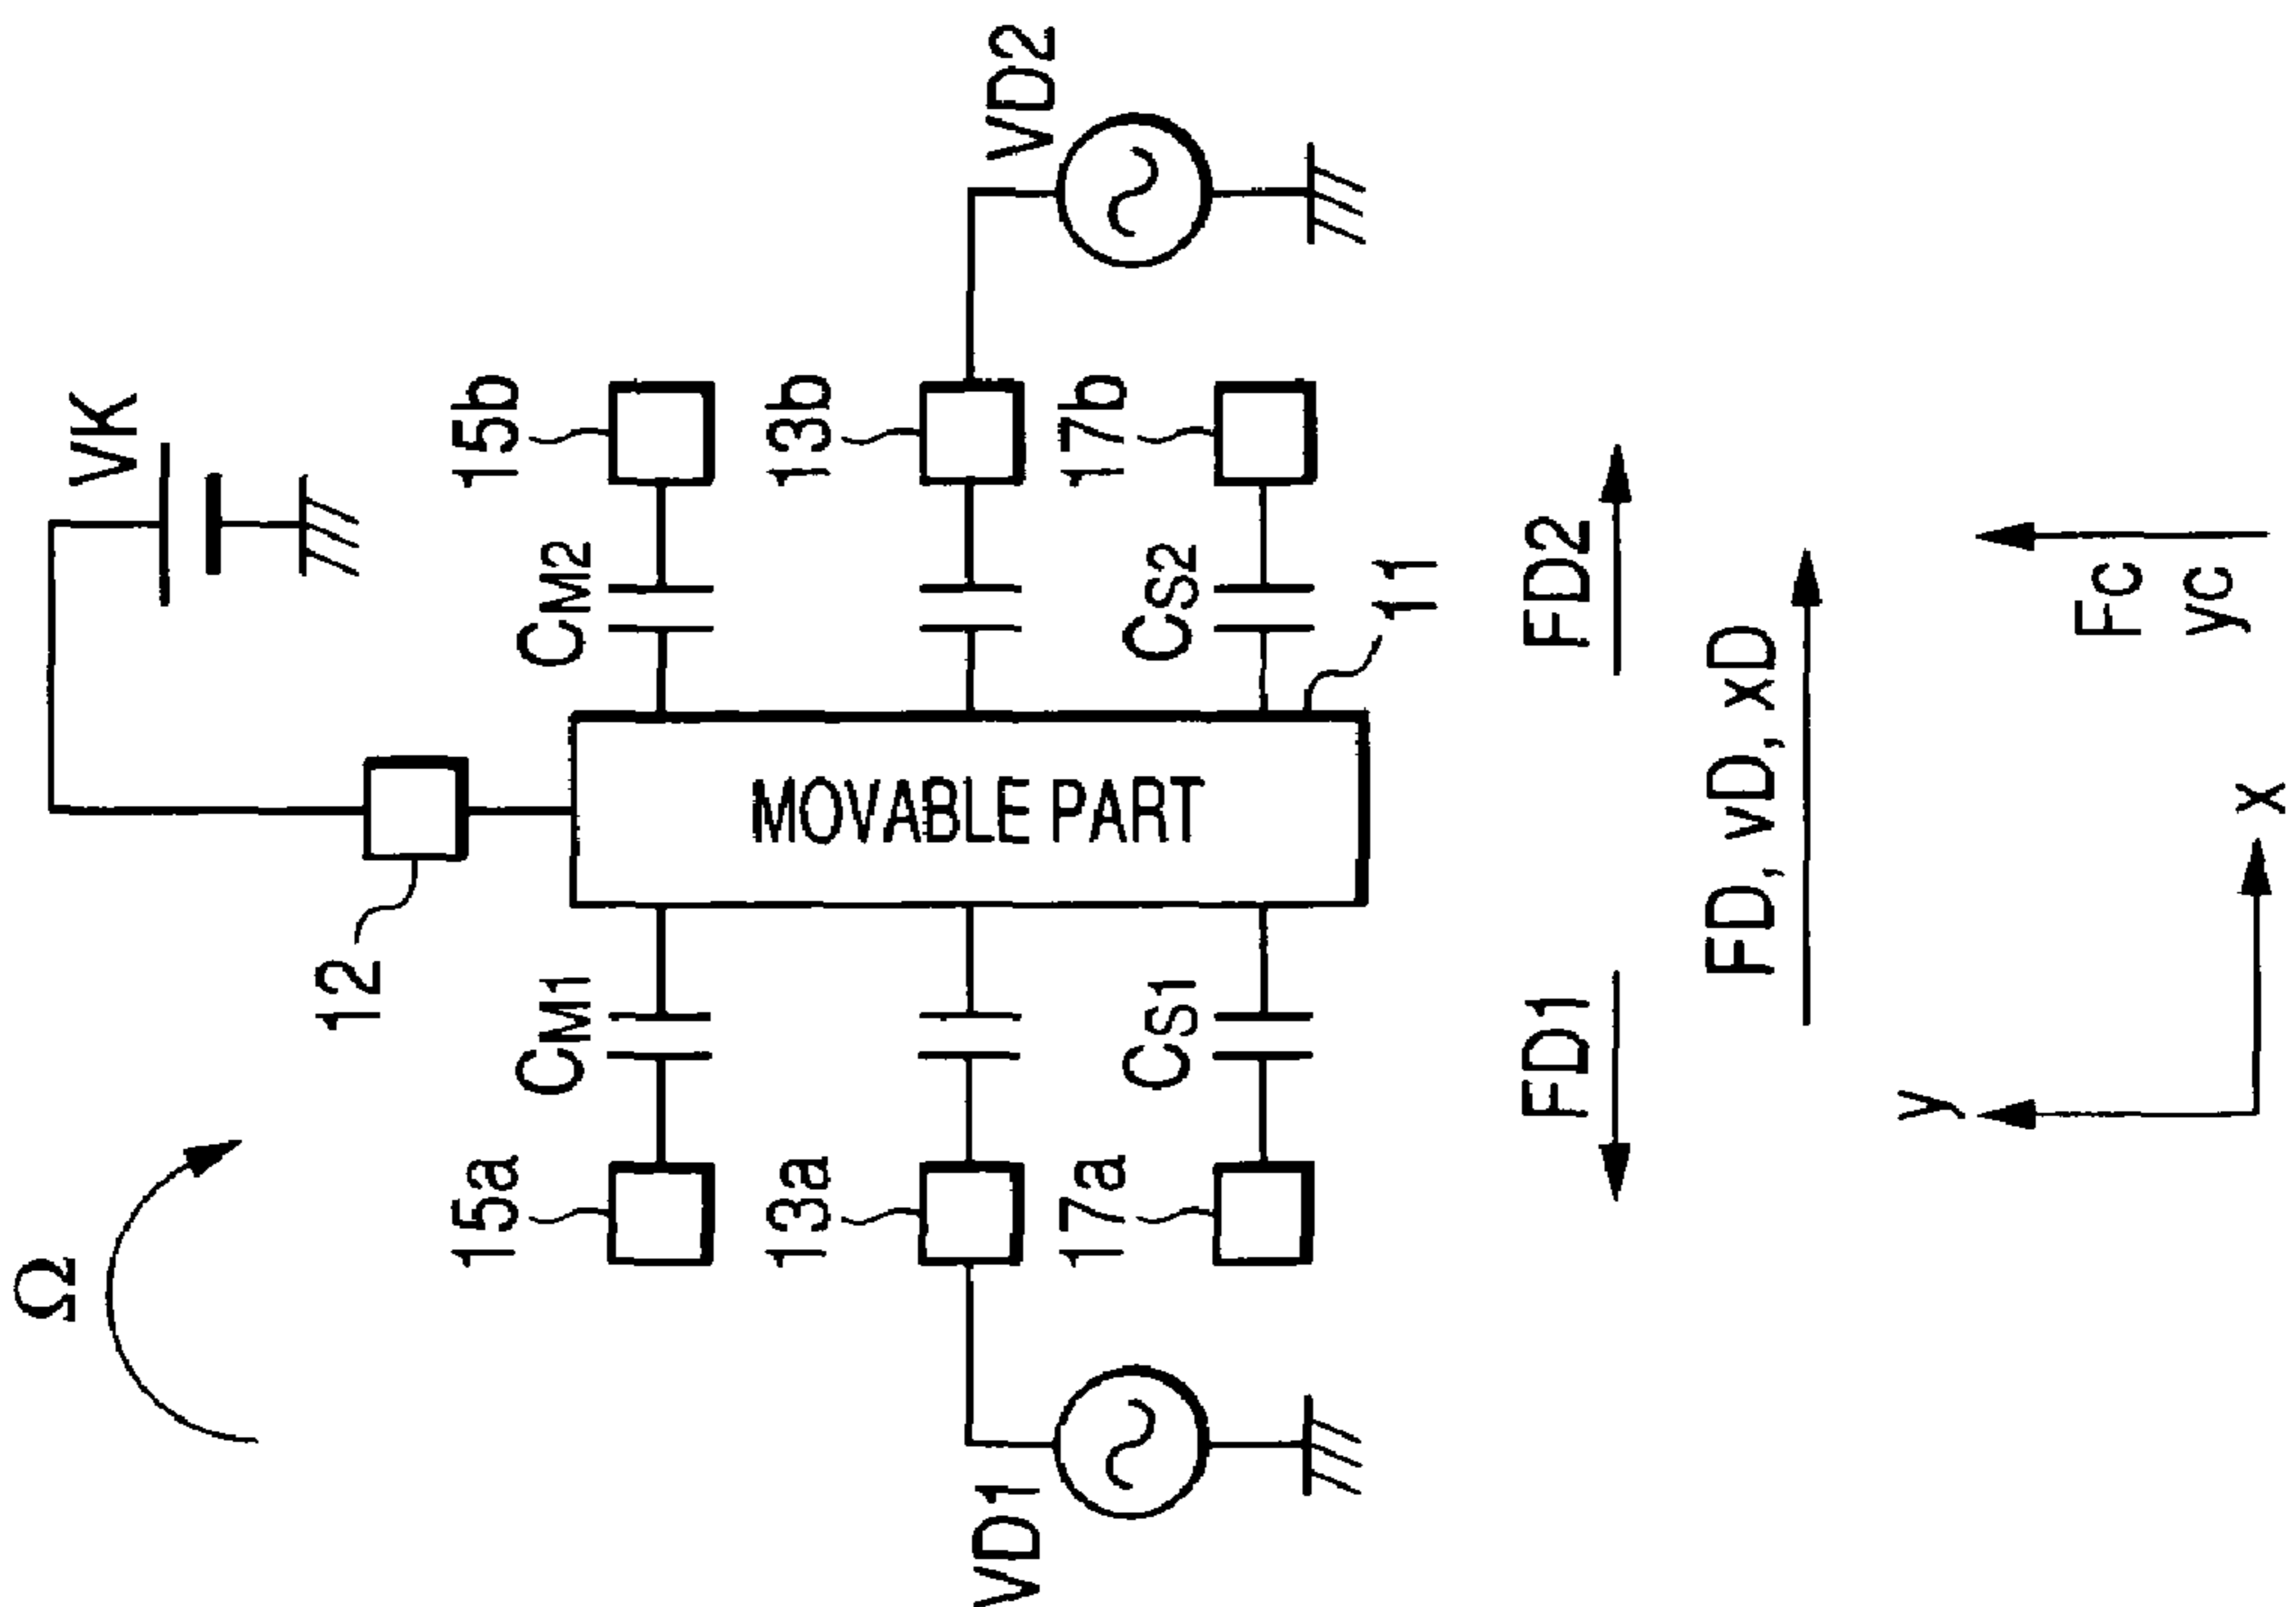 Ω
VK
12
15a
CM1
CM2
15b
13a
MOVABLE PART
13b
VD1
VD2
17a
CS1
CS2
17b
11
FD1
FD2
FD, vD, xD
y
x
Fc
yc